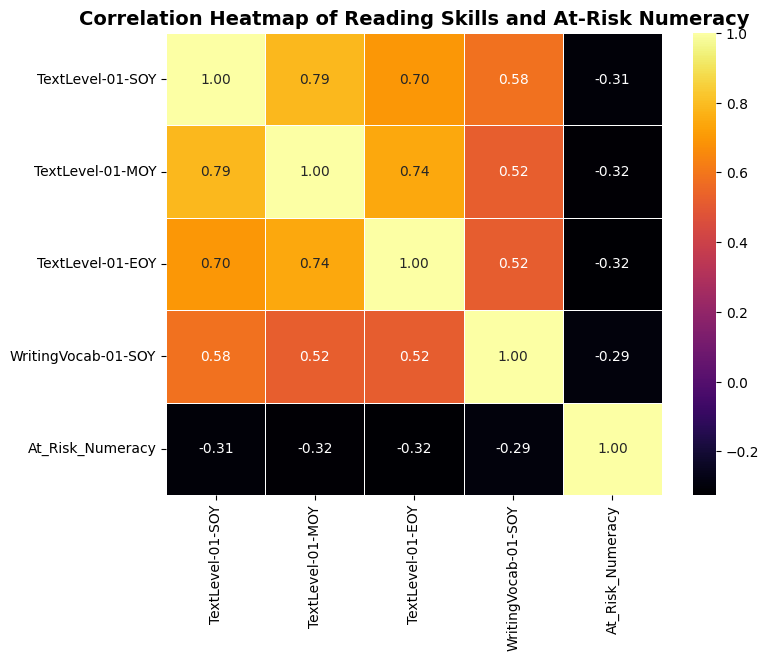 Correlation Heatmap of Reading Skills and At-Risk Numeracy
TextLevel-01-SOY 1.00 0.79 0.70 0.58 -0.31
TextLevel-01-MOY 0.79 1.00 0.74 0.52 -0.32
TextLevel-01-EOY 0.70 0.74 1.00 0.52 -0.32
WritingVocab-01-SOY 0.58 0.52 0.52 1.00 -0.29
At_Risk_Numeracy -0.31 -0.32 -0.32 -0.29 1.00
TextLevel-01-SOY
TextLevel-01-MOY
TextLevel-01-EOY
WritingVocab-01-SOY
At_Risk_Numeracy
1.0
0.8
0.6
0.4
0.2
0.0
−0.2